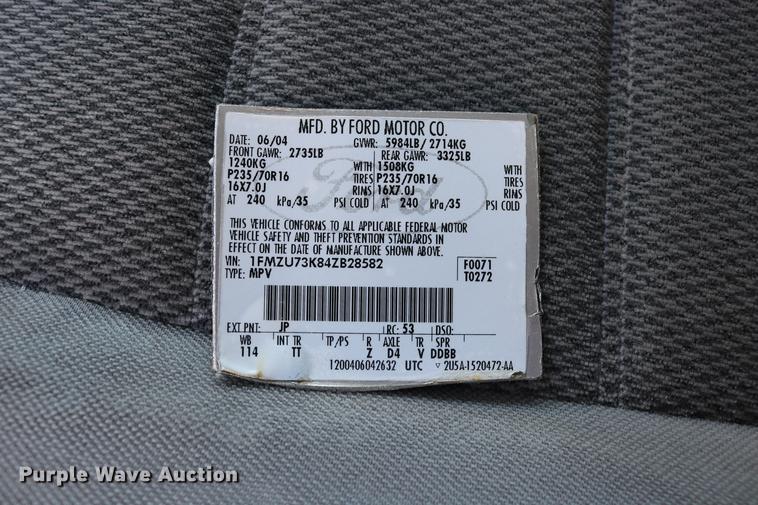 MFD. BY FORD MOTOR CO.
DATE: 06/04 GVWR: 5984LB/ 2714KG
FRONT GAWR: 2735LB REAR GAWR: 3325LB
1240KG WITH 1508KG WITH
P235/70R16 TIRES P235/70R16 TIRES
16X7.0J RIMS 16X7.0J RIMS
AT 240 kPa/35 PSI COLD AT 240 kPa/35 PSI COLD
Ford
THIS VEHICLE CONFORMS TO ALL APPLICABLE FEDERAL MOTOR
VEHICLE SAFETY AND THEFT PREVENTION STANDARDS IN
EFFECT ON THE DATE OF MANUFACTURE SHOWN ABOVE.
VIN: 1FMZU73K84ZB28582 F0071
TYPE: MPV T0272
EXT PNT: JP RC: 53 DSO:
WB INT TR TP/PS R AXLE TR SPR
114 TT Z D4 V DDBB
1200406042632 UTC ▽ 2U5A-1520472-AA
Purple Wave Auction